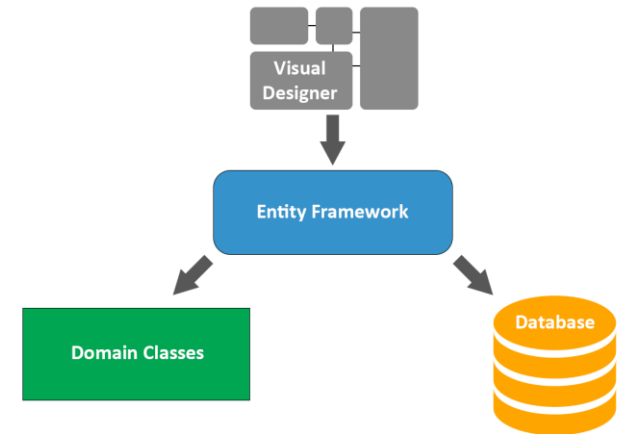 Visual
Designer
Entity Framework
Domain Classes
Database